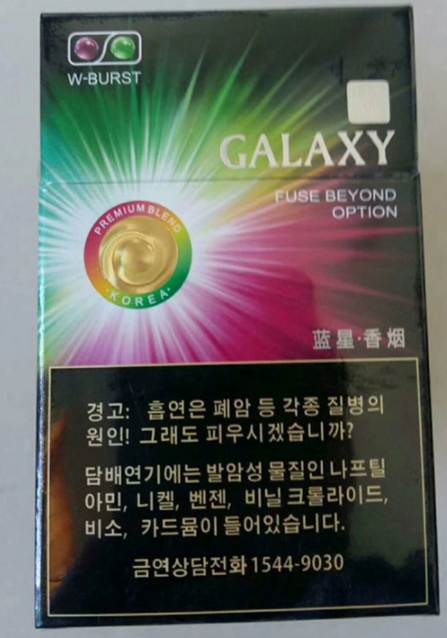 W-BURST
GALAXY
FUSE BEYOND
OPTION
PREMIUM BLEND
·KOREA·
蓝星·香烟
경고: 흡연은 폐암 등 각종 질병의
원인! 그래도 피우시겠습니까?
담배연기에는 발암성 물질인 나프틸
아민, 니켈, 벤젠, 비닐 크롤라이드,
비소, 카드뮴이 들어있습니다.
금연상담전화 1544-9030